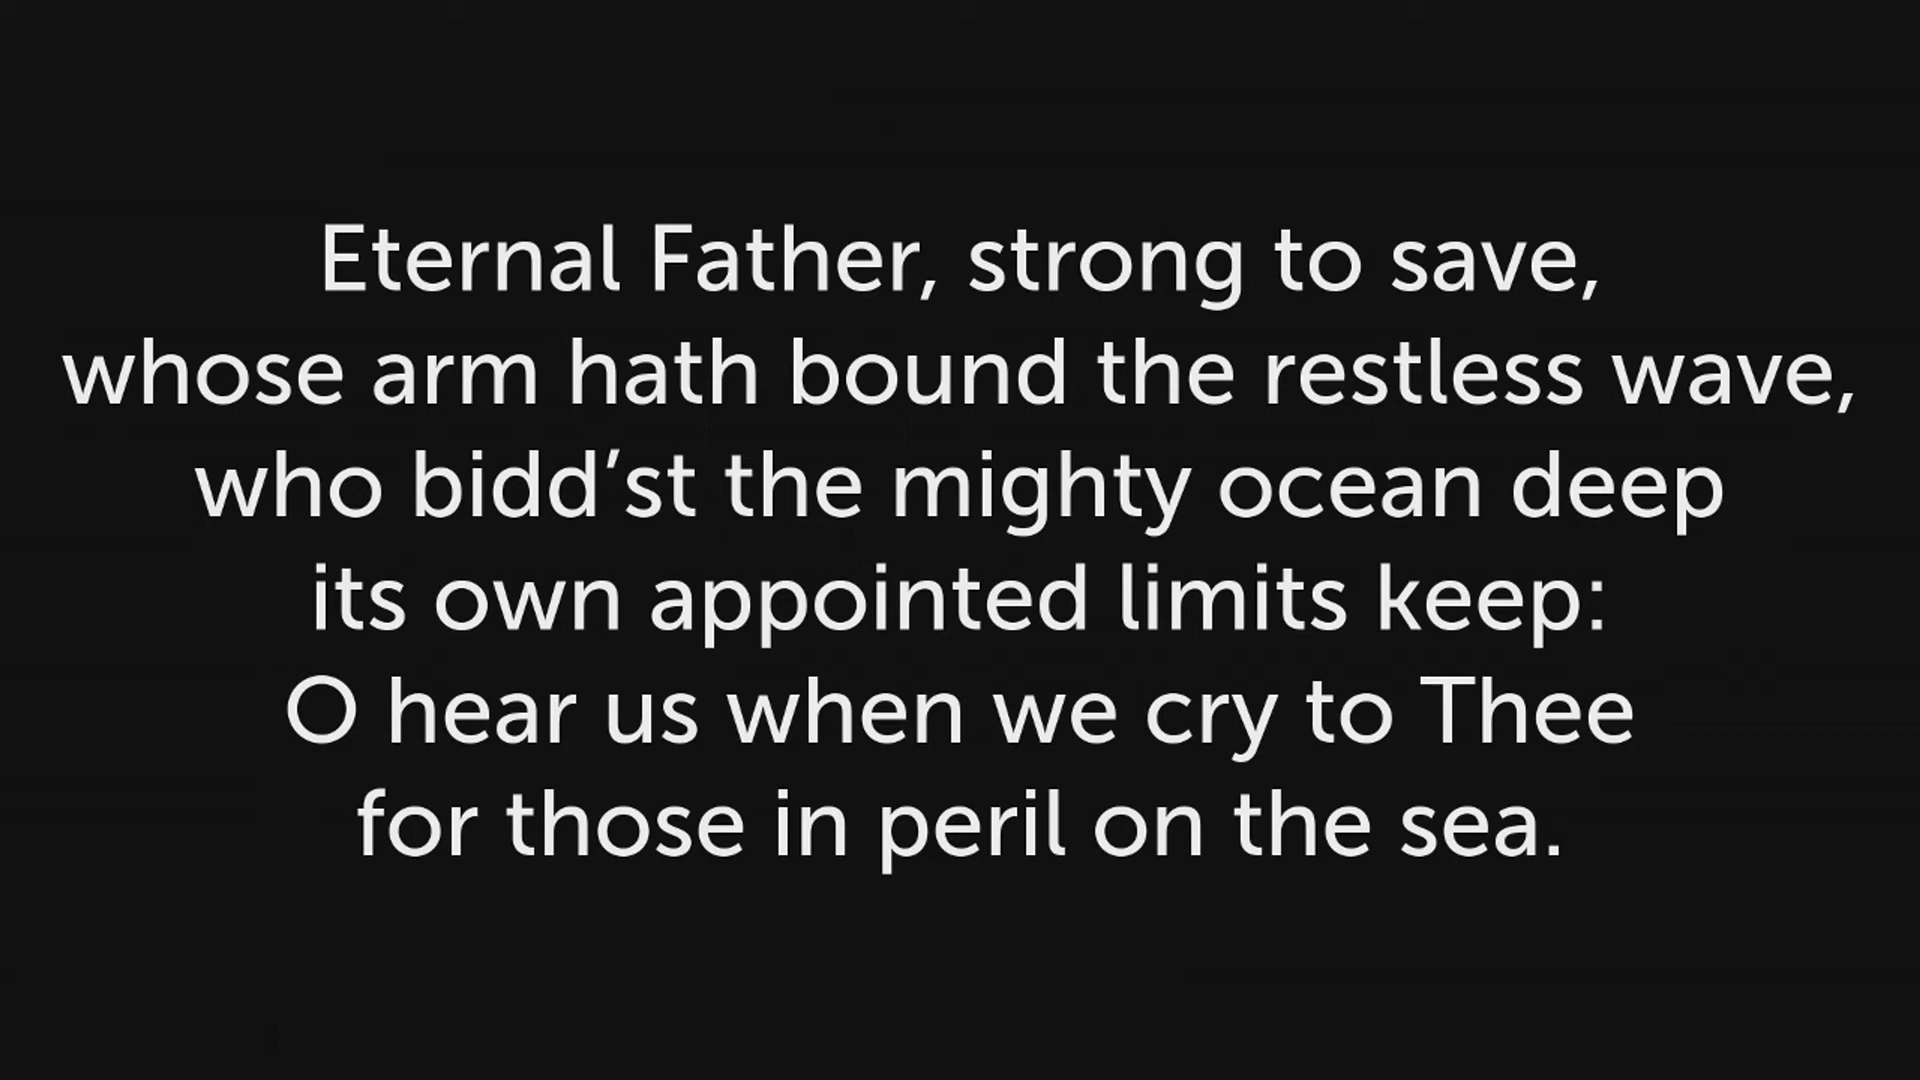 Eternal Father, strong to save,
whose arm hath bound the restless wave,
who bidd’st the mighty ocean deep
its own appointed limits keep:
O hear us when we cry to Thee
for those in peril on the sea.